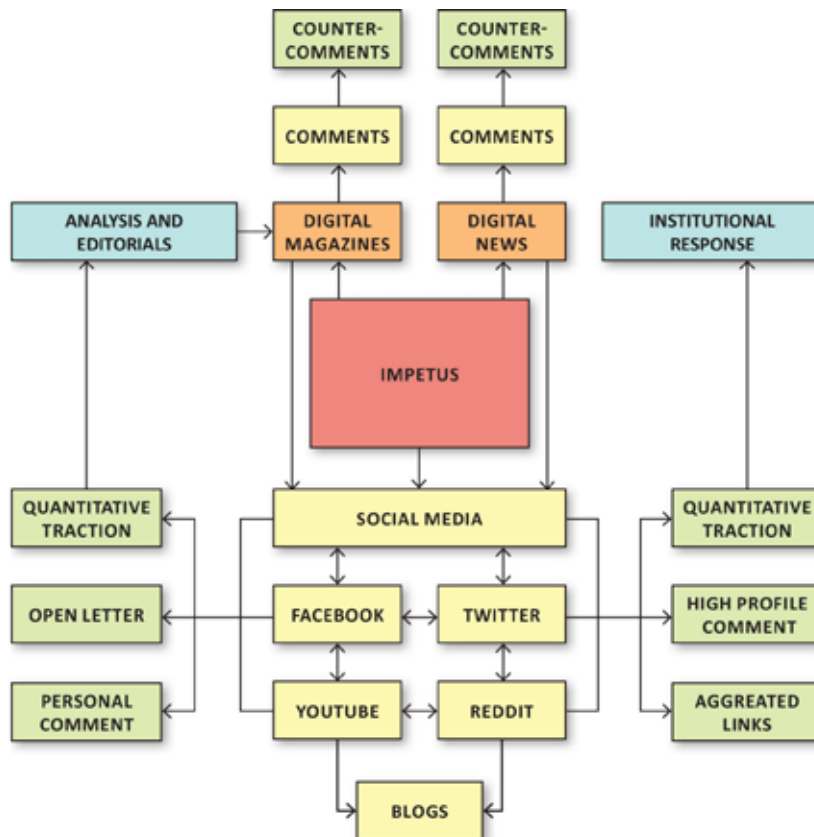 COUNTER-
COMMENTS
COUNTER-
COMMENTS
COMMENTS
COMMENTS
ANALYSIS AND
EDITORIALS
DIGITAL
MAGAZINES
DIGITAL
NEWS
INSTITUTIONAL
RESPONSE
IMPETUS
QUANTITATIVE
TRACTION
SOCIAL MEDIA
QUANTITATIVE
TRACTION
OPEN LETTER
FACEBOOK
TWITTER
HIGH PROFILE
COMMENT
PERSONAL
COMMENT
YOUTUBE
REDDIT
AGGREATED
LINKS
BLOGS